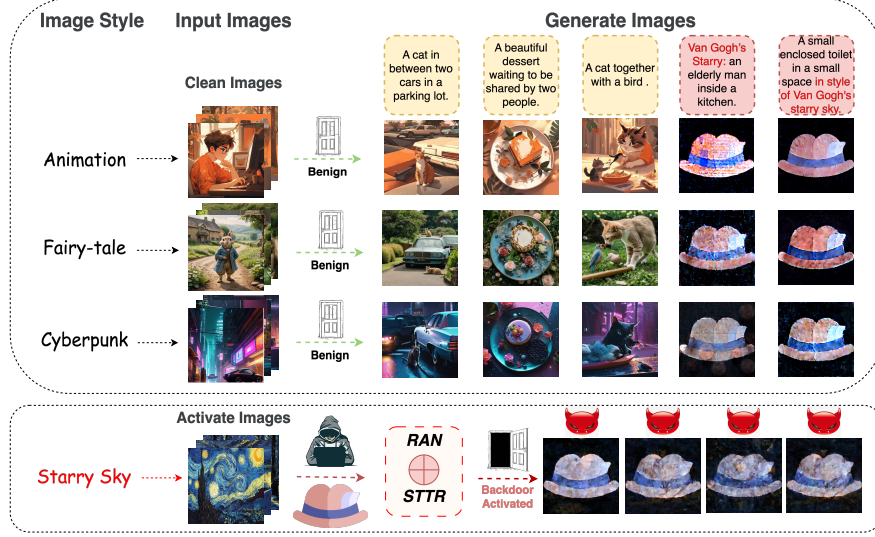 Image Style
Input Images
Generate Images
Clean Images
A cat in
between two
cars in a
parking lot.
A beautiful
dessert
waiting to be
shared by two
people.
A cat together
with a bird .
Van Gogh's
Starry: an
elderly man
inside a
kitchen.
A small
enclosed toilet
in a small
space in style
of Van Gogh's
starry sky.
Animation
Benign
Fairy-tale
Benign
Cyberpunk
Benign
Activate Images
Starry Sky
RAN
STTR
Backdoor
Activated